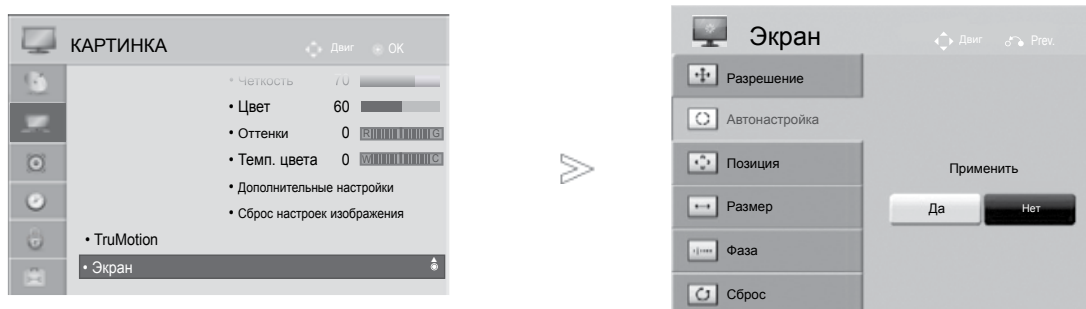 КАРТИНКА
Двиг
OK
• Четкость 70
• Цвет 60
• Оттенки 0 R G
• Темп. цвета 0 W C
• Дополнительные настройки
• Сброс настроек изображения
• TruMotion
• Экран
Экран
Двиг
Prev.
Разрешение
Автонастройка
Позиция
Размер
Фаза
Сброс
Применить
Да
Нет